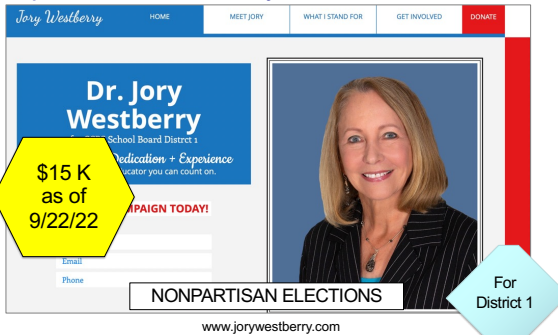 Jory Westberry
HOME
MEET JORY
WHAT I STAND FOR
GET INVOLVED
DONATE
Dr. Jory
Westberry
School Board Distrct 1
Dedication + Experience
you can count on.
$15 K
as of
9/22/22
TODAY!
Email
Phone
NONPARTISAN ELECTIONS
For
District 1
www.jorywestberry.com